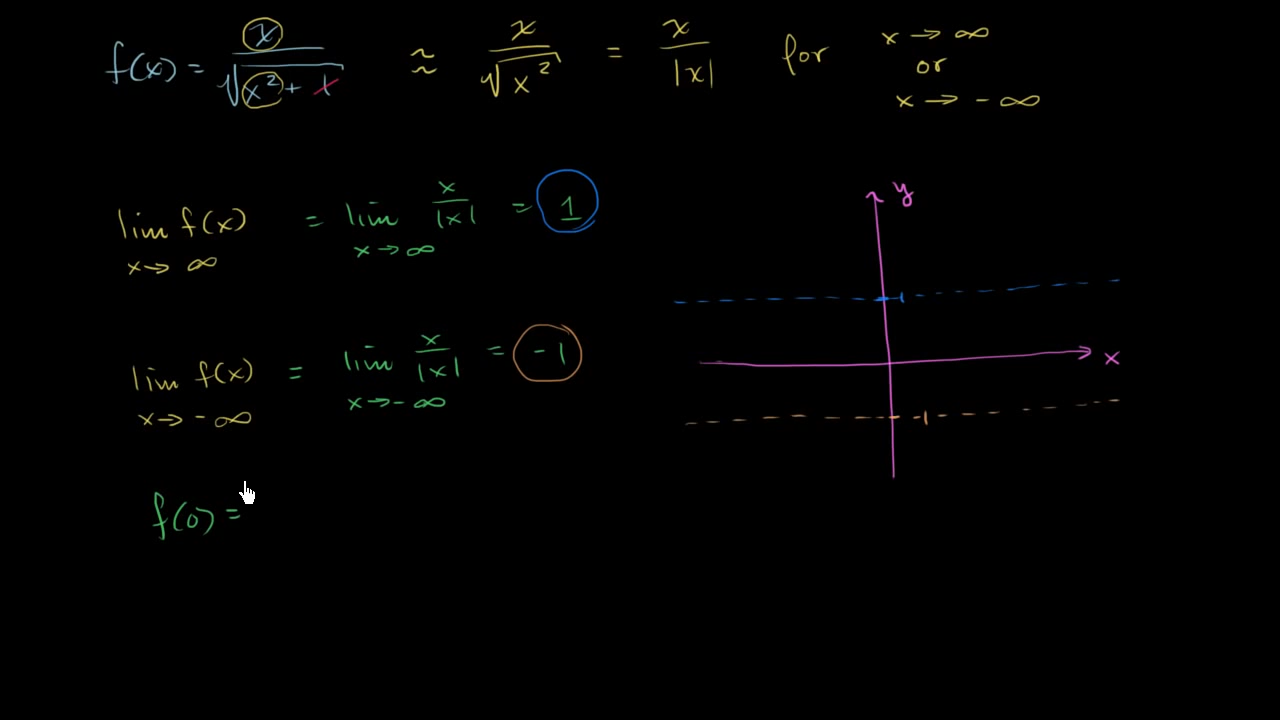 f(x) = x / √(x² + 1) ≈ x / √(x²) = x / |x| for x → ∞ or x → -∞
y
lim x → ∞ f(x) = lim x → ∞ x / |x| = 1
1
lim x → -∞ f(x) = lim x → -∞ x / |x| = -1
x
-1
f(0) =